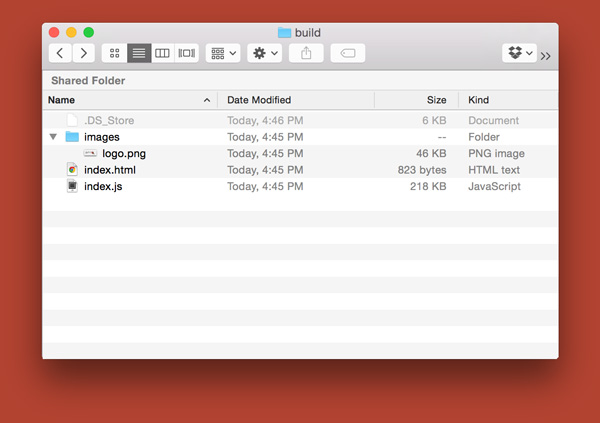 build
Shared Folder
Name Date Modified Size Kind
.DS_Store Today, 4:46 PM 6 KB Document
images Today, 4:45 PM -- Folder
logo.png Today, 4:45 PM 46 KB PNG image
index.html Today, 4:45 PM 823 bytes HTML text
index.js Today, 4:45 PM 218 KB JavaScript